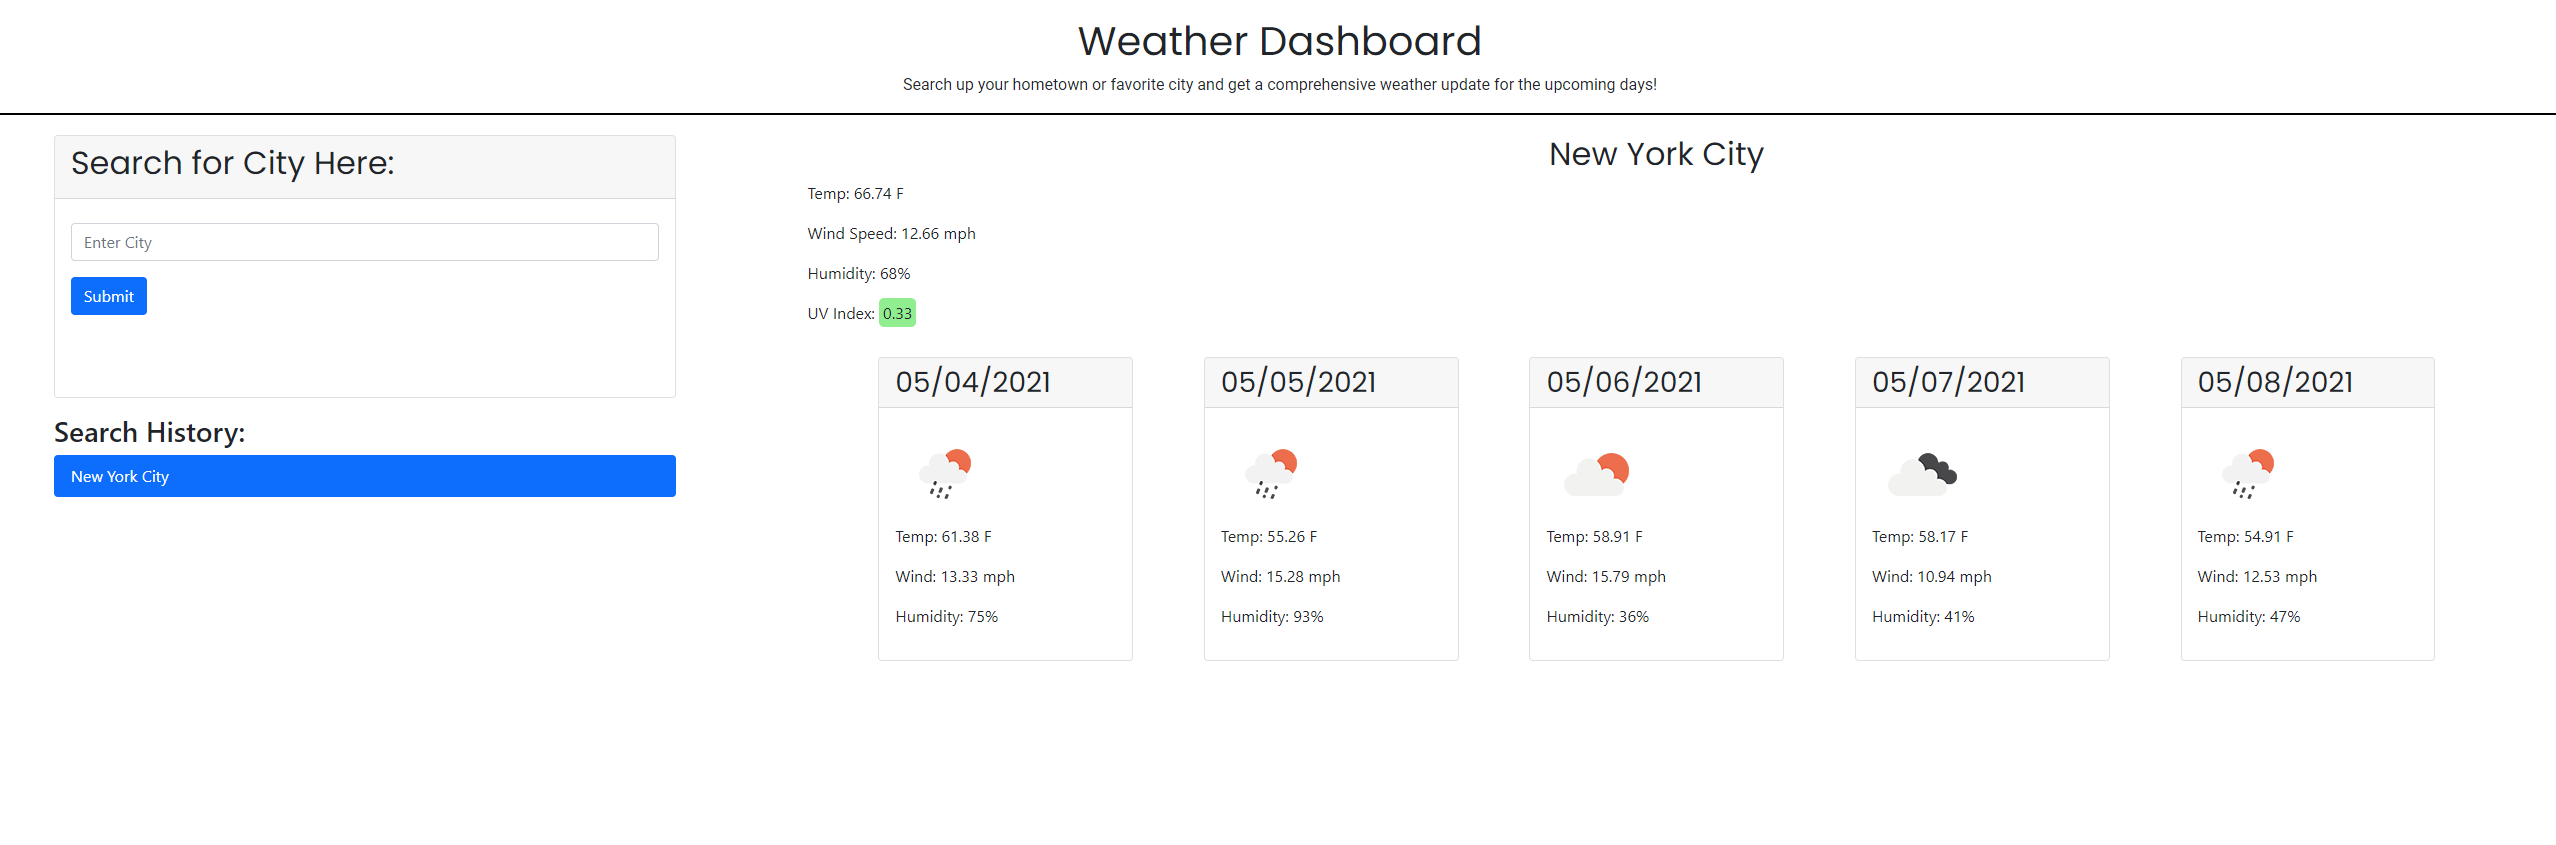 Weather Dashboard
Search up your hometown or favorite city and get a comprehensive weather update for the upcoming days!
Search for City Here:
Enter City
Submit
Search History:
New York City
New York City
Temp: 66.74 F
Wind Speed: 12.66 mph
Humidity: 68%
UV Index: 0.33
05/04/2021
Temp: 61.38 F
Wind: 13.33 mph
Humidity: 75%
05/05/2021
Temp: 55.26 F
Wind: 15.28 mph
Humidity: 93%
05/06/2021
Temp: 58.91 F
Wind: 15.79 mph
Humidity: 36%
05/07/2021
Temp: 58.17 F
Wind: 10.94 mph
Humidity: 41%
05/08/2021
Temp: 54.91 F
Wind: 12.53 mph
Humidity: 47%